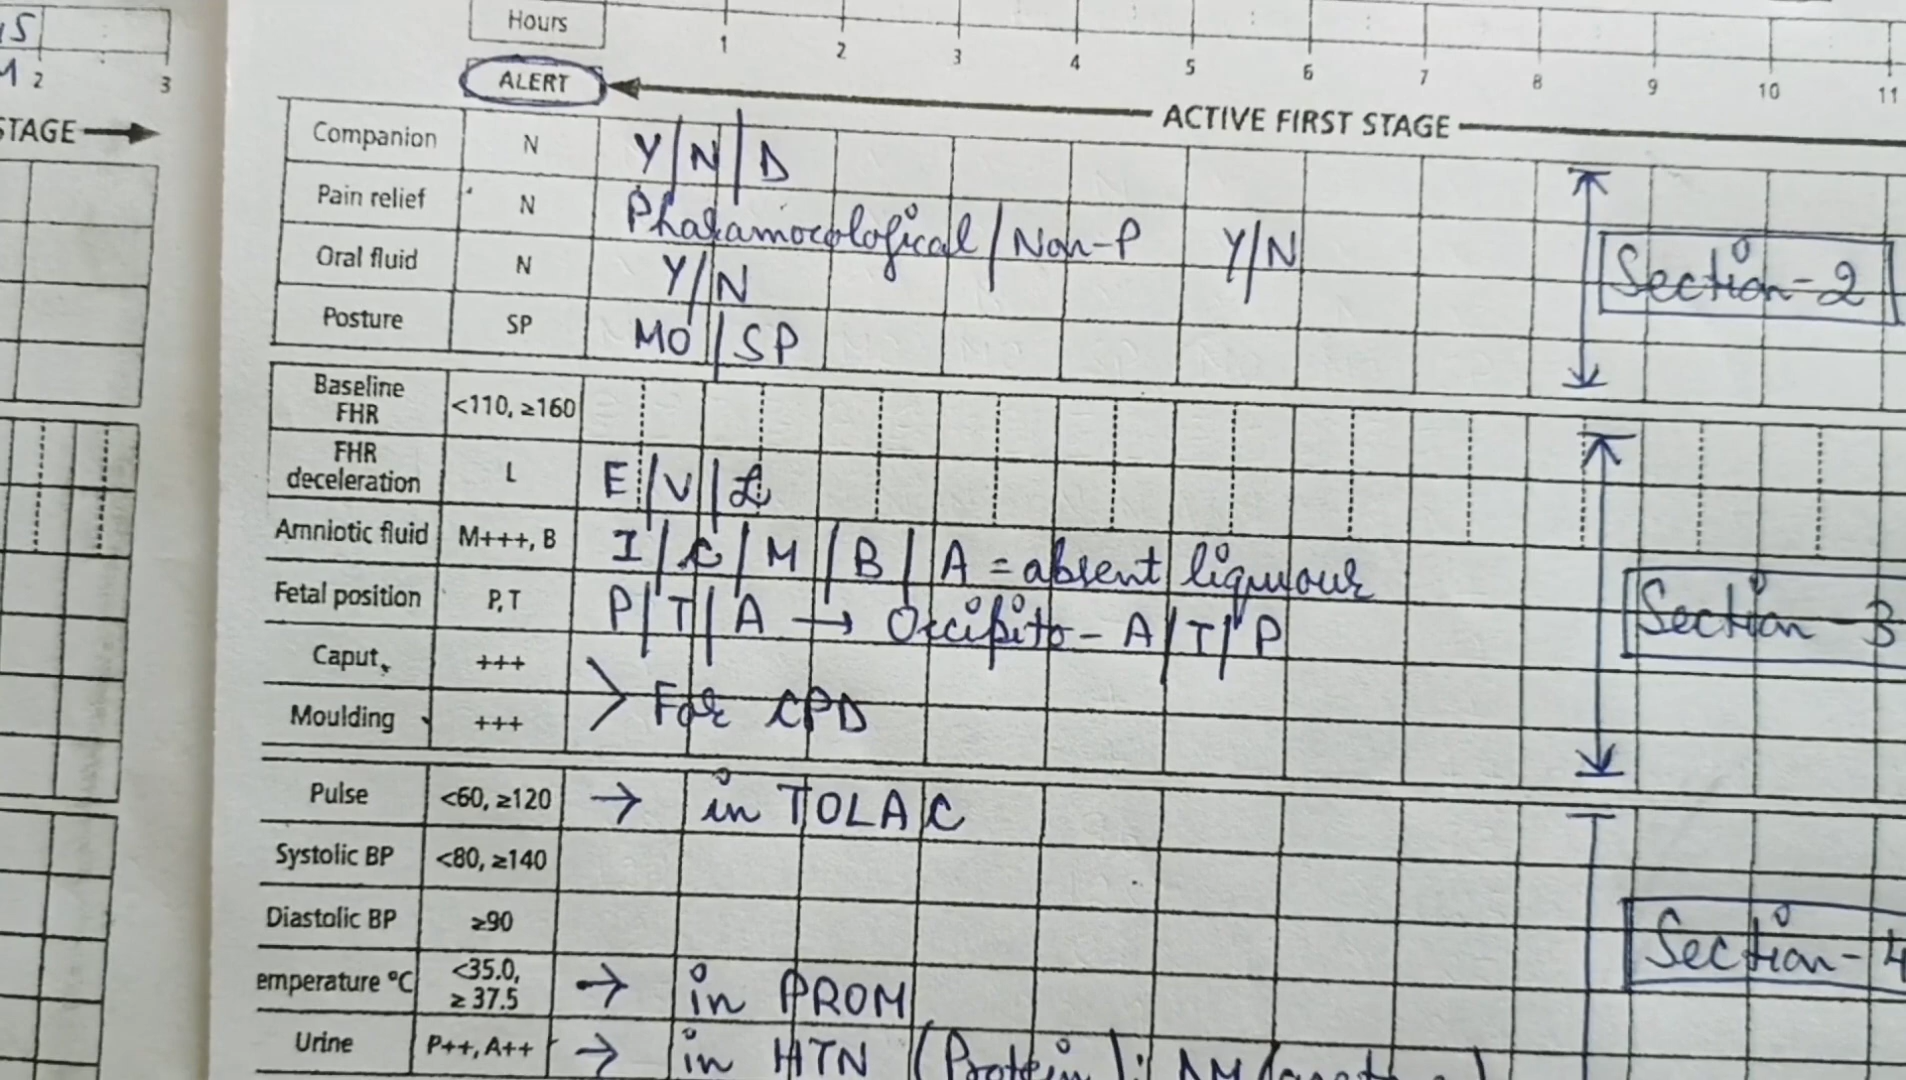 Hours
1 2 3 4 5 6 7 8 9 10 11
ALERT
ACTIVE FIRST STAGE
2 3
STAGE
Companion N Y/N/D
Pain relief N Pharamocological/Non-P Y/N
Oral fluid N Y/N
Posture SP MO/SP
Section-2
Baseline FHR <110, ≥160
FHR deceleration L E/V/L
Amniotic fluid M+++, B I/C/M/B/A = absent liquour
Fetal position P, T P/T/A → Occipito-A/T/P
Caput +++
Moulding +++
> For CPD
Section-3
Pulse <60, ≥120 → in TOLAC
Systolic BP <80, ≥140
Diastolic BP ≥90
Section-4
emperature °C <35.0, ≥ 37.5 → in PROM
Urine P++, A++ → in HTN (Protein);